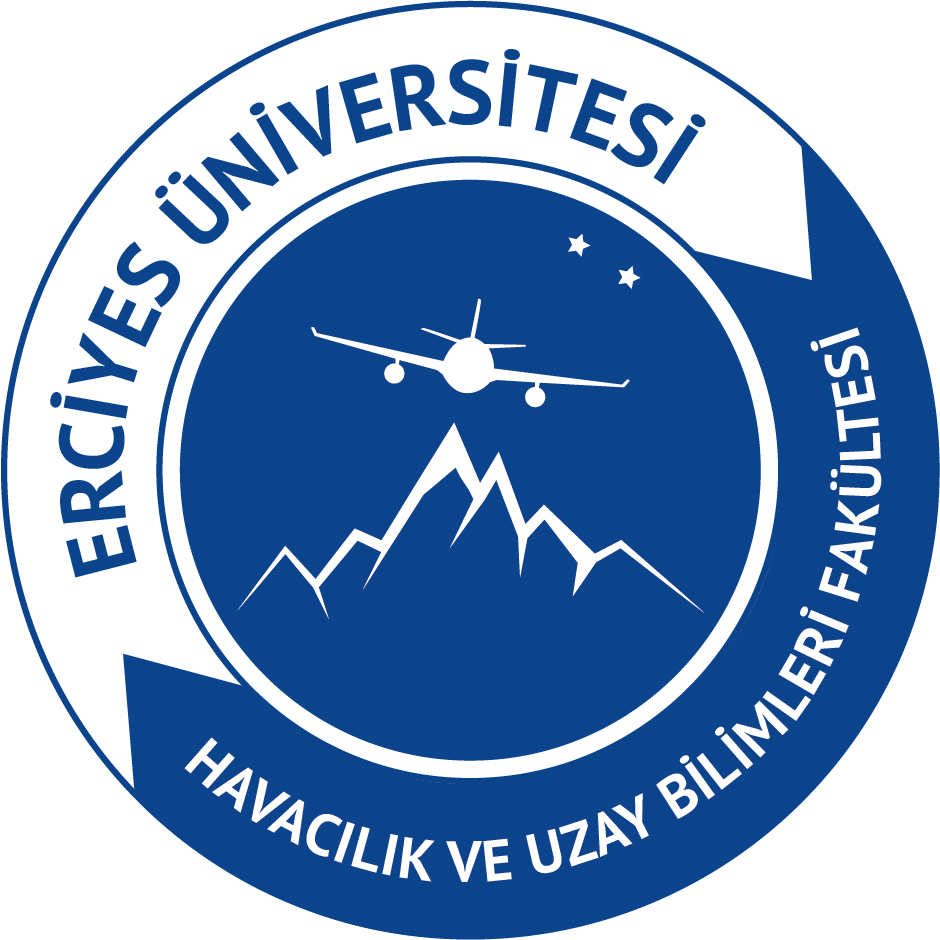 ERCİYES ÜNİVERSİTESİ
HAVACILIK VE UZAY BİLİMLERİ FAKÜLTESİ